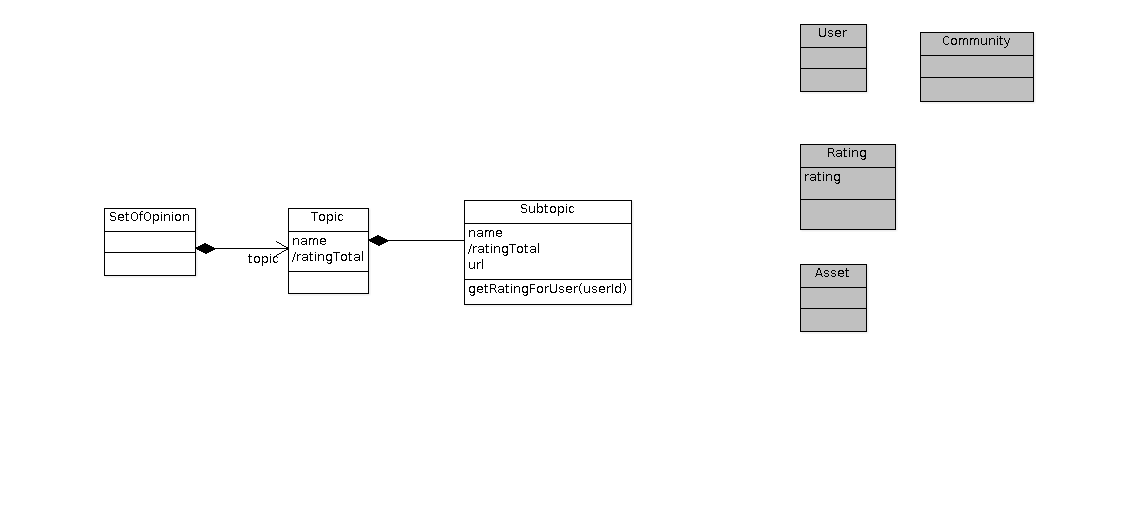 User
Community
Rating
rating
SetOfOpinion
topic
Topic
name
/ratingTotal
Subtopic
name
/ratingTotal
url
getRatingForUser(userId)
Asset